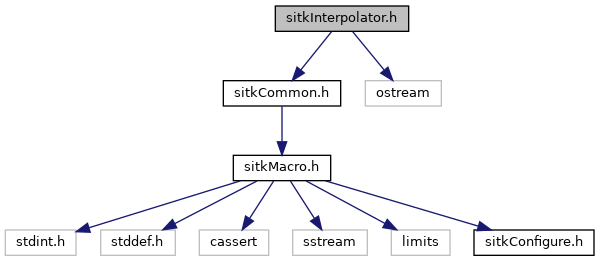 sitkInterpolator.h
sitkCommon.h
ostream
sitkMacro.h
stdint.h
stddef.h
cassert
sstream
limits
sitkConfigure.h